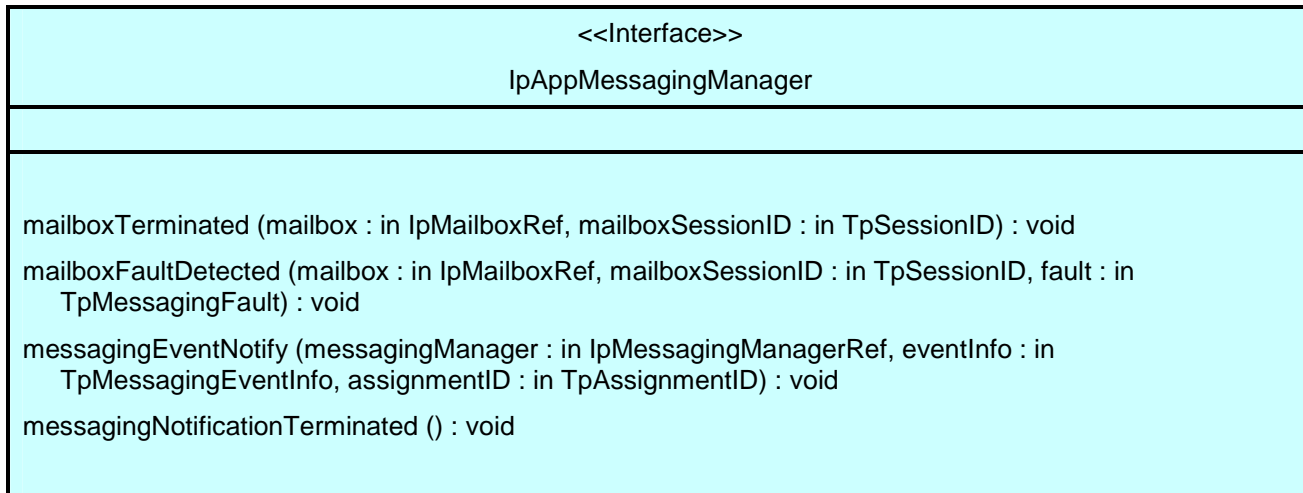 <<Interface>>
IpAppMessagingManager
mailboxTerminated (mailbox : in IpMailboxRef, mailboxSessionID : in TpSessionID) : void
mailboxFaultDetected (mailbox : in IpMailboxRef, mailboxSessionID : in TpSessionID, fault : in
TpMessagingFault) : void
messagingEventNotify (messagingManager : in IpMessagingManagerRef, eventInfo : in
TpMessagingEventInfo, assignmentID : in TpAssignmentID) : void
messagingNotificationTerminated () : void